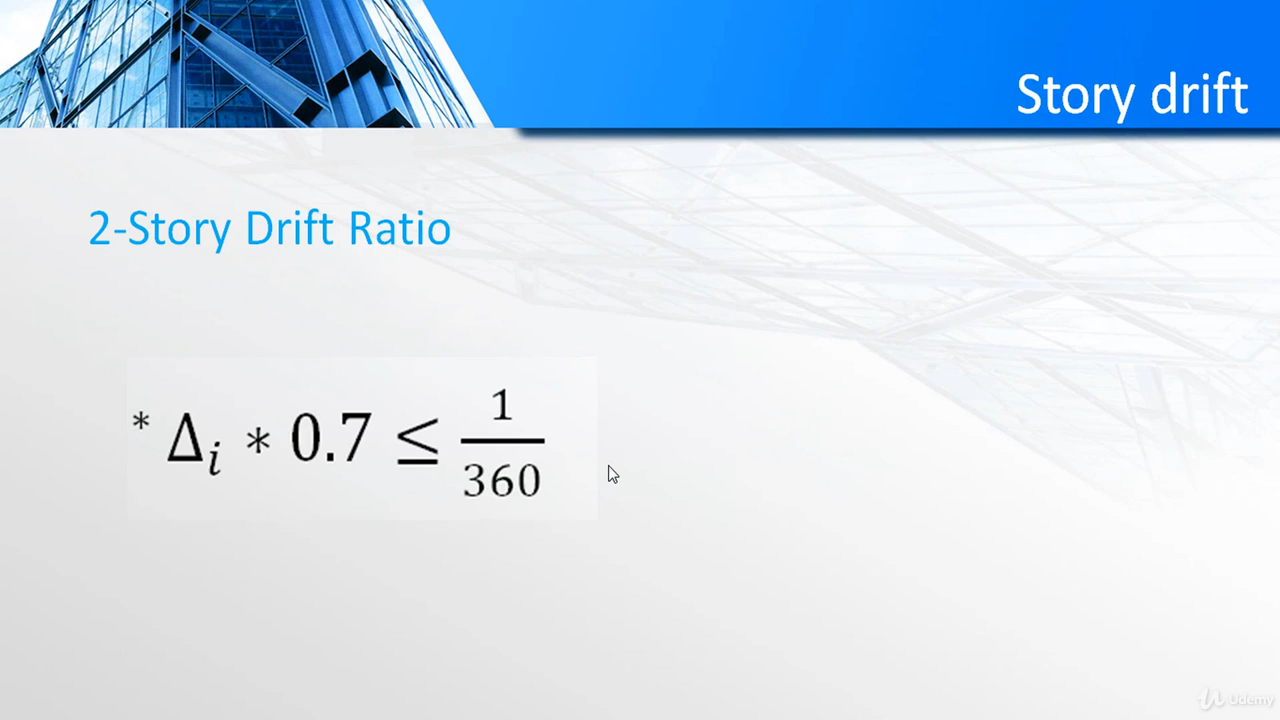 Story drift
2-Story Drift Ratio
* Δᵢ * 0.7 ≤ 1/360
Udemy